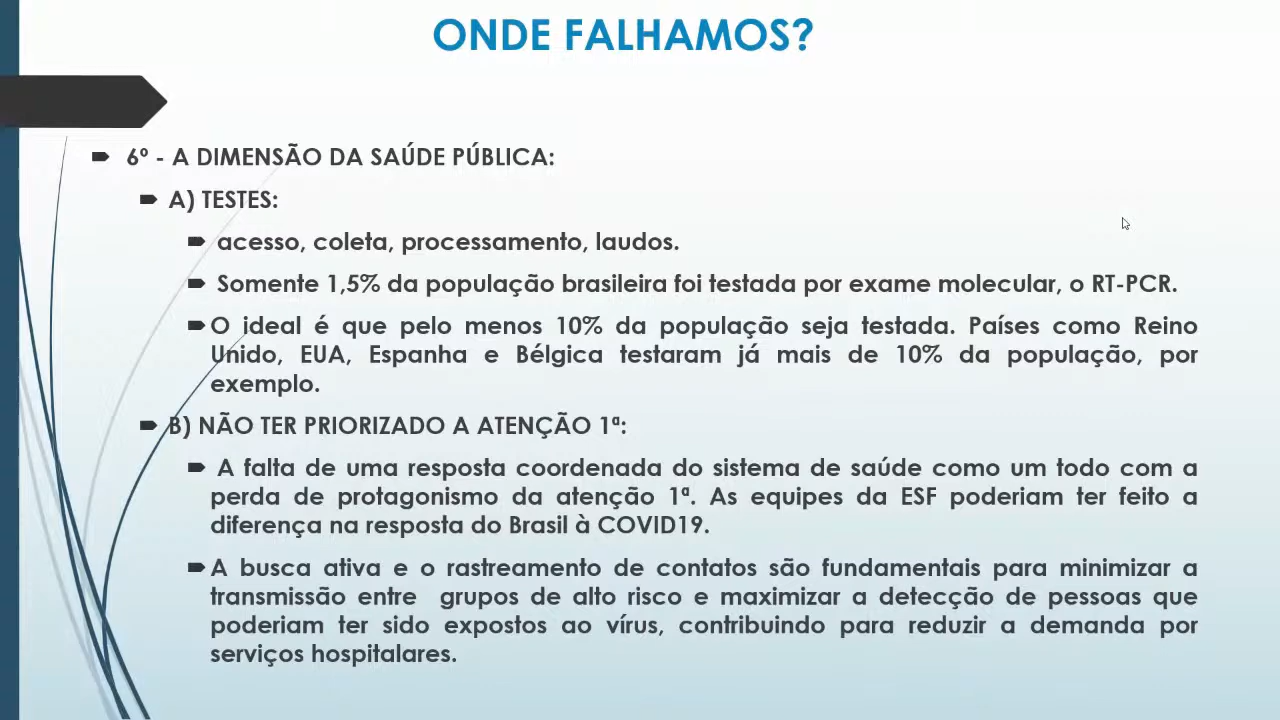 ONDE FALHAMOS?
6º - A DIMENSÃO DA SAÚDE PÚBLICA:
A) TESTES:
acesso, coleta, processamento, laudos.
Somente 1,5% da população brasileira foi testada por exame molecular, o RT-PCR.
O ideal é que pelo menos 10% da população seja testada. Países como Reino
Unido, EUA, Espanha e Bélgica testaram já mais de 10% da população, por
exemplo.
B) NÃO TER PRIORIZADO A ATENÇÃO 1ª:
A falta de uma resposta coordenada do sistema de saúde como um todo com a
perda de protagonismo da atenção 1ª. As equipes da ESF poderiam ter feito a
diferença na resposta do Brasil à COVID19.
A busca ativa e o rastreamento de contatos são fundamentais para minimizar a
transmissão entre grupos de alto risco e maximizar a detecção de pessoas que
poderiam ter sido expostos ao vírus, contribuindo para reduzir a demanda por
serviços hospitalares.